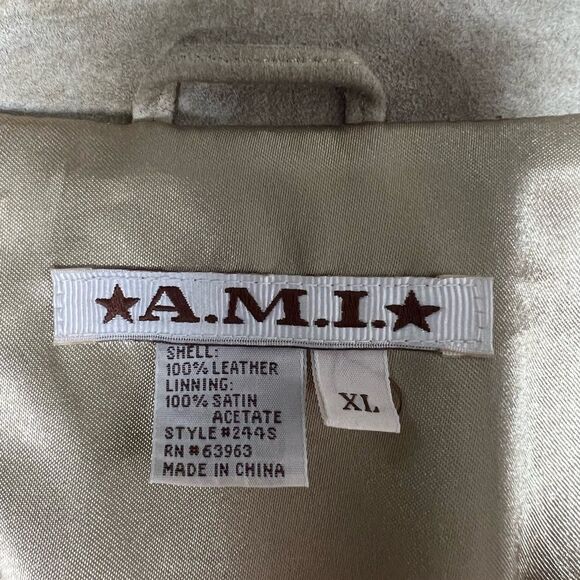 ★A.M.I.★
SHELL:
100% LEATHER
LINNING:
100% SATIN
ACETATE
STYLE#244S
RN#63963
MADE IN CHINA
XL